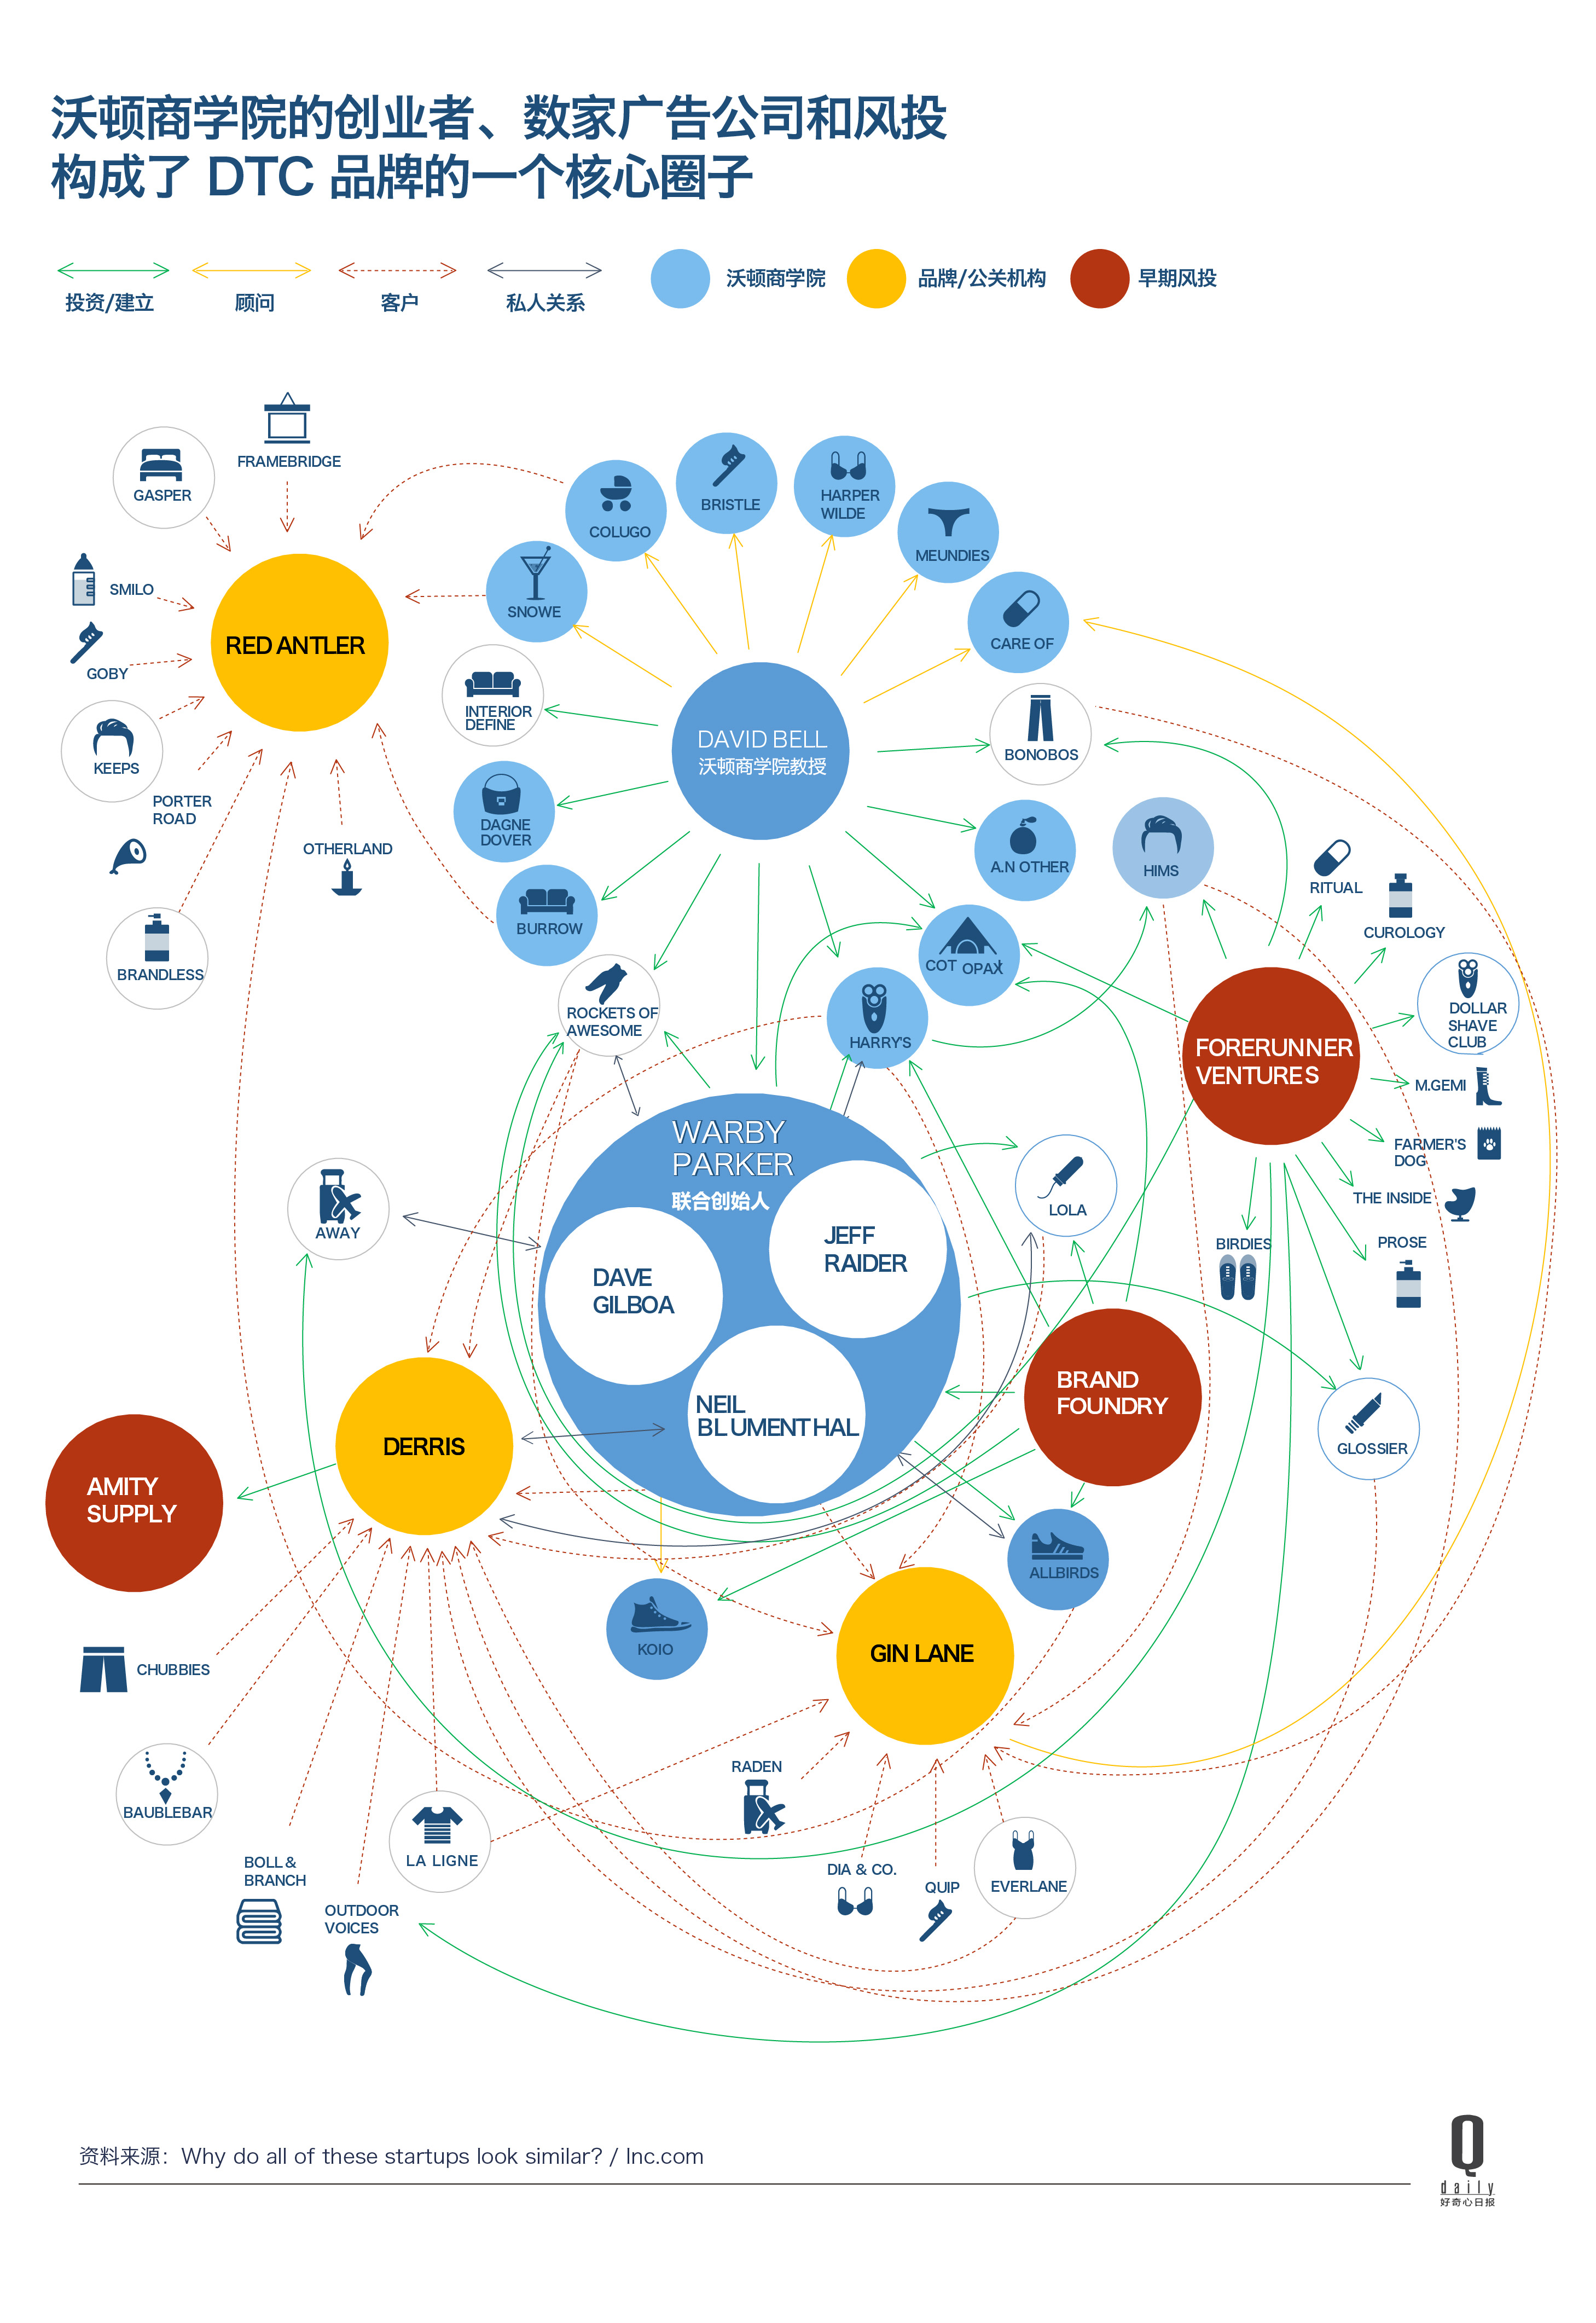 沃顿商学院的创业者、数家广告公司和风投
构成了 DTC 品牌的一个核心圈子
投资/建立
顾问
客户
私人关系
沃顿商学院
品牌/公关机构
早期风投
GASPER
FRAMEBRIDGE
SMILO
GOBY
KEEPS
PORTER
ROAD
BRANDLESS
OTHERLAND
RED ANTLER
COLUGO
BRISTLE
HARPER
WILDE
MEUNDIES
SNOWE
CARE OF
INTERIOR
DEFINE
DAVID BELL
沃顿商学院教授
BONOBOS
DAGNE
DOVER
A.N OTHER
HIMS
BURROW
COT OPAXI
ROCKETS OF
AWESOME
HARRY'S
RITUAL
CUROLOGY
FORERUNNER
VENTURES
DOLLAR
SHAVE
CLUB
M.GEMI
FARMER'S
DOG
THE INSIDE
PROSE
BIRDIES
WARBY
PARKER
联合创始人
JEFF
RAIDER
DAVE
GILBOA
NEIL
BLUMENTHAL
LOLA
AWAY
BRAND
FOUNDRY
GLOSSIER
DERRIS
AMITY
SUPPLY
ALLBIRDS
KOIO
GIN LANE
CHUBBIES
BAUBLEBAR
BOLL &
BRANCH
OUTDOOR
VOICES
LA LIGNE
RADEN
DIA & CO.
QUIP
EVERLANE
资料来源：Why do all of these startups look similar? / Inc.com
Q
daily
好奇心日报